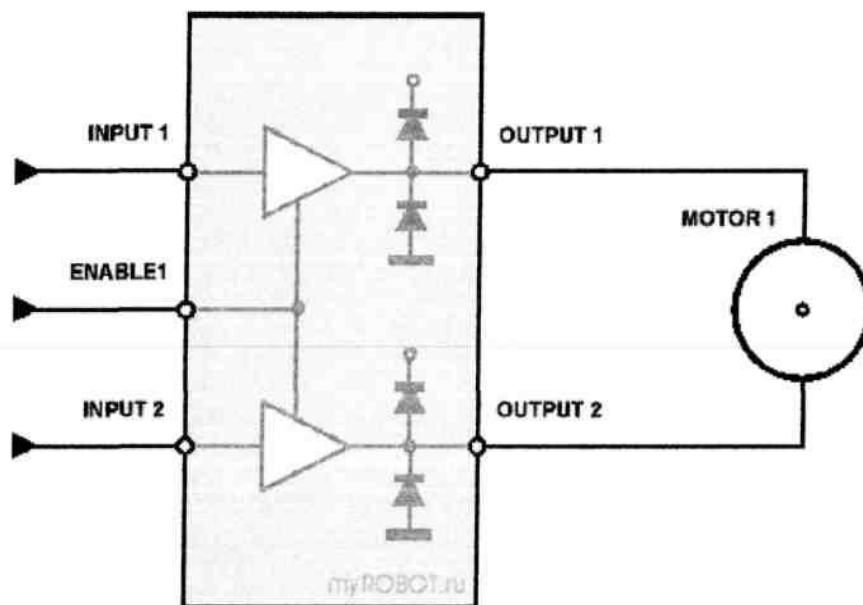 INPUT 1
OUTPUT 1
MOTOR 1
ENABLE1
INPUT 2
OUTPUT 2
myROBOT.ru